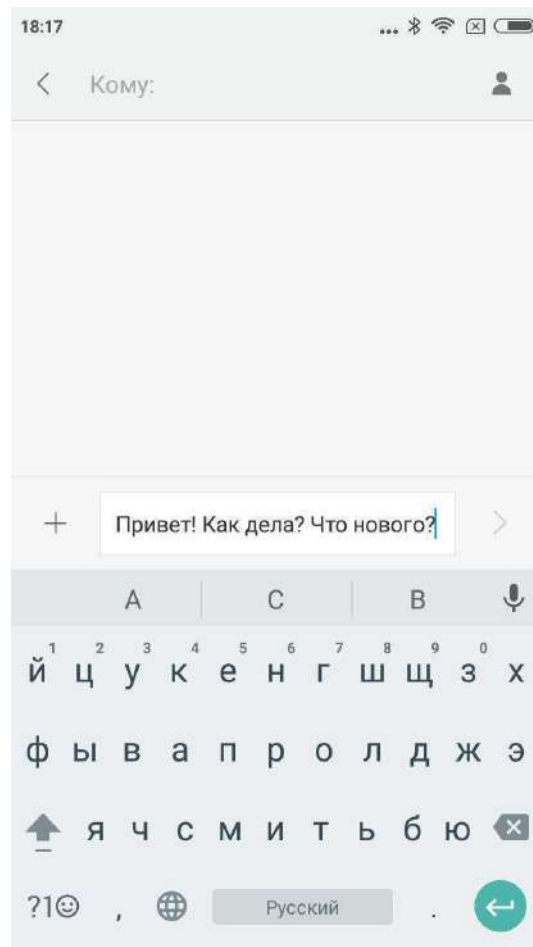 18:17
Кому:
Привет! Как дела? Что нового?
А С В
1 2 3 4 5 6 7 8 9 0
й ц у к е н г ш щ з х
ф ы в а п р о л д ж э
я ч с м и т ь б ю
?1☺ , Русский .